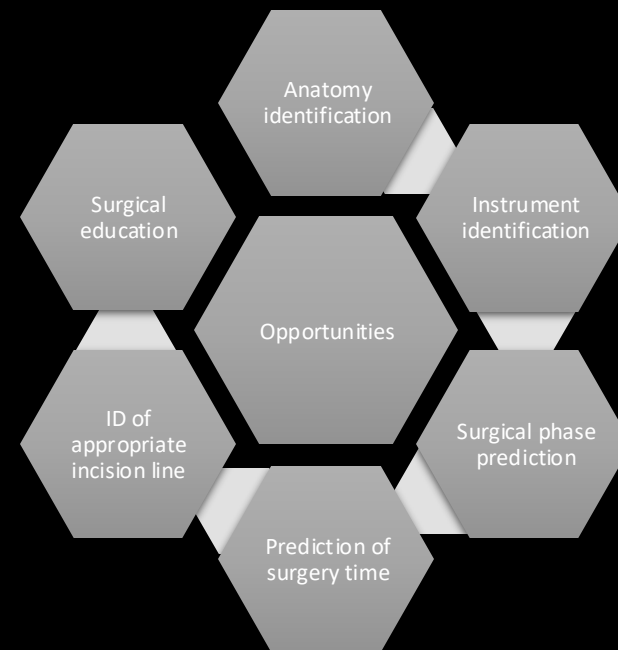 Anatomy
identification
Instrument
identification
Surgical phase
prediction
Prediction of
surgery time
ID of
appropriate
incision line
Surgical
education
Opportunities